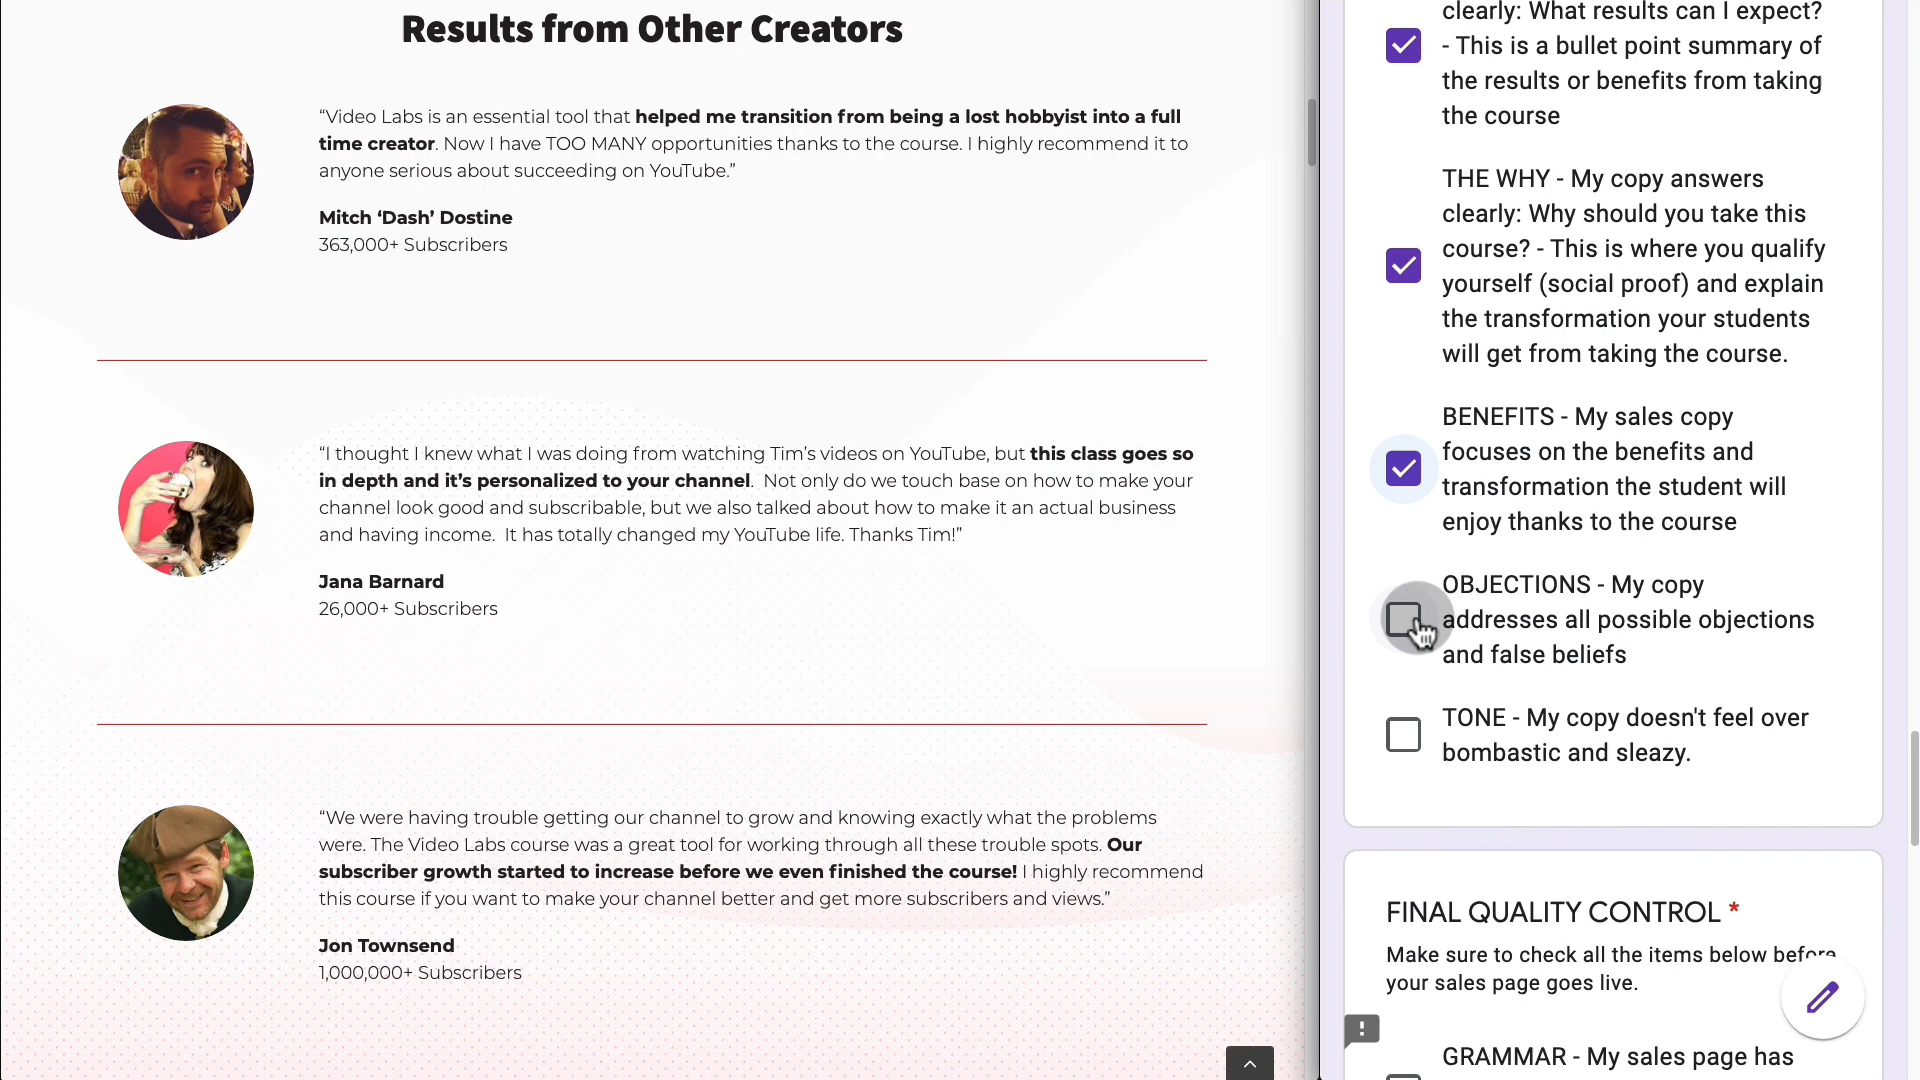 Results from Other Creators
“Video Labs is an essential tool that helped me transition from being a lost hobbyist into a full
time creator. Now I have TOO MANY opportunities thanks to the course. I highly recommend it to
anyone serious about succeeding on YouTube.”
Mitch ‘Dash’ Dostine
363,000+ Subscribers
“I thought I knew what I was doing from watching Tim’s videos on YouTube, but this class goes so
in depth and it’s personalized to your channel.  Not only do we touch base on how to make your
channel look good and subscribable, but we also talked about how to make it an actual business
and having income.  It has totally changed my YouTube life. Thanks Tim!”
Jana Barnard
26,000+ Subscribers
“We were having trouble getting our channel to grow and knowing exactly what the problems
were. The Video Labs course was a great tool for working through all these trouble spots. Our
subscriber growth started to increase before we even finished the course! I highly recommend
this course if you want to make your channel better and get more subscribers and views.”
Jon Townsend
1,000,000+ Subscribers
clearly: What results can I expect?
- This is a bullet point summary of
the results or benefits from taking
the course
THE WHY - My copy answers
clearly: Why should you take this
course? - This is where you qualify
yourself (social proof) and explain
the transformation your students
will get from taking the course.
BENEFITS - My sales copy
focuses on the benefits and
transformation the student will
enjoy thanks to the course
OBJECTIONS - My copy
addresses all possible objections
and false beliefs
TONE - My copy doesn't feel over
bombastic and sleazy.
FINAL QUALITY CONTROL *
Make sure to check all the items below before
your sales page goes live.
GRAMMAR - My sales page has